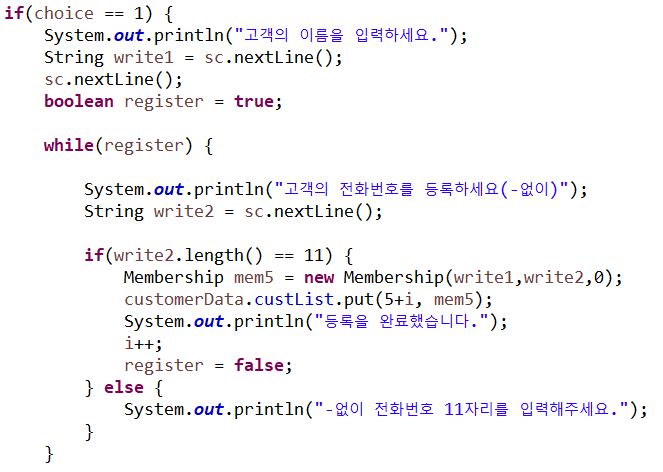 if(choice == 1) {
System.out.println("고객의 이름을 입력하세요.");
String write1 = sc.nextLine();
sc.nextLine();
boolean register = true;
while(register) {
System.out.println("고객의 전화번호를 등록하세요(-없이)");
String write2 = sc.nextLine();
if(write2.length() == 11) {
Membership mem5 = new Membership(write1,write2,0);
customerData.custList.put(5+i, mem5);
System.out.println("등록을 완료했습니다.");
i++;
register = false;
} else {
System.out.println("-없이 전화번호 11자리를 입력해주세요.");
}
}